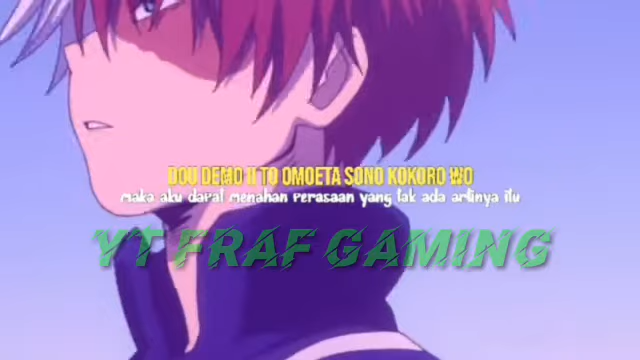 DOU DEMO II TO OMOETA SONO KOKORO WO
maka aku dapat menahan perasaan yang tak ada artinya itu
YT FRAF GAMING